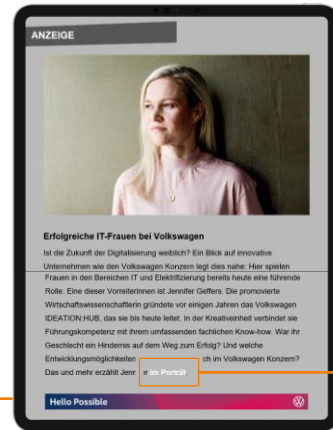 ANZEIGE
Erfolgreiche IT-Frauen bei Volkswagen
Ist die Zukunft der Digitalisierung weiblich? Ein Blick auf innovative
Unternehmen wie den Volkswagen Konzern legt dies nahe: Hier spielen
Frauen in den Bereichen IT und Elektrifizierung bereits heute eine führende
Rolle. Eine dieser Vorreiterinnen ist Jennifer Geffers. Die promovierte
Wirtschaftswissenschaftlerin gründete vor einigen Jahren das Volkswagen
IDEATION:HUB, das sie bis heute leitet. In der Kreativeinheit verbindet sie
Führungskompetenz mit ihrem umfassenden fachlichen Know-how. War ihr
Geschlecht ein Hindernis auf dem Weg zum Erfolg? Und welche
Entwicklungsmöglichkeiten ch im Volkswagen Konzern?
Das und mehr erzählt Jenn im Porträt
Hello Possible